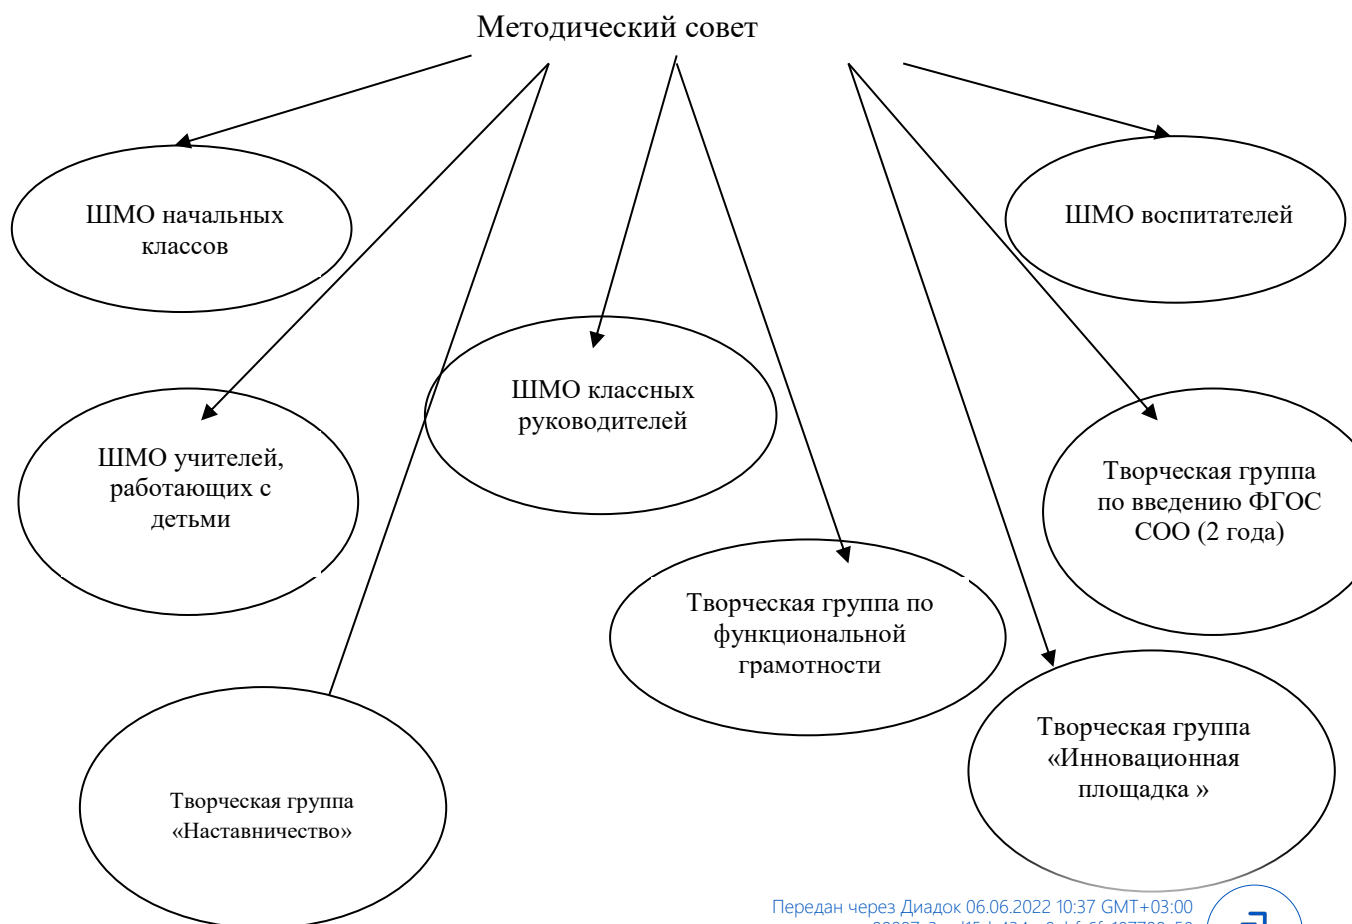 Методический совет
ШМО начальных
классов
ШМО воспитателей
ШМО классных
руководителей
ШМО учителей,
работающих с
детьми
Творческая группа
по введению ФГОС
СОО (2 года)
Творческая группа по
функциональной
грамотности
Творческая группа
«Инновационная
площадка »
Творческая группа
«Наставничество»
Передан через Диадок 06.06.2022 10:37 GMT+03:00